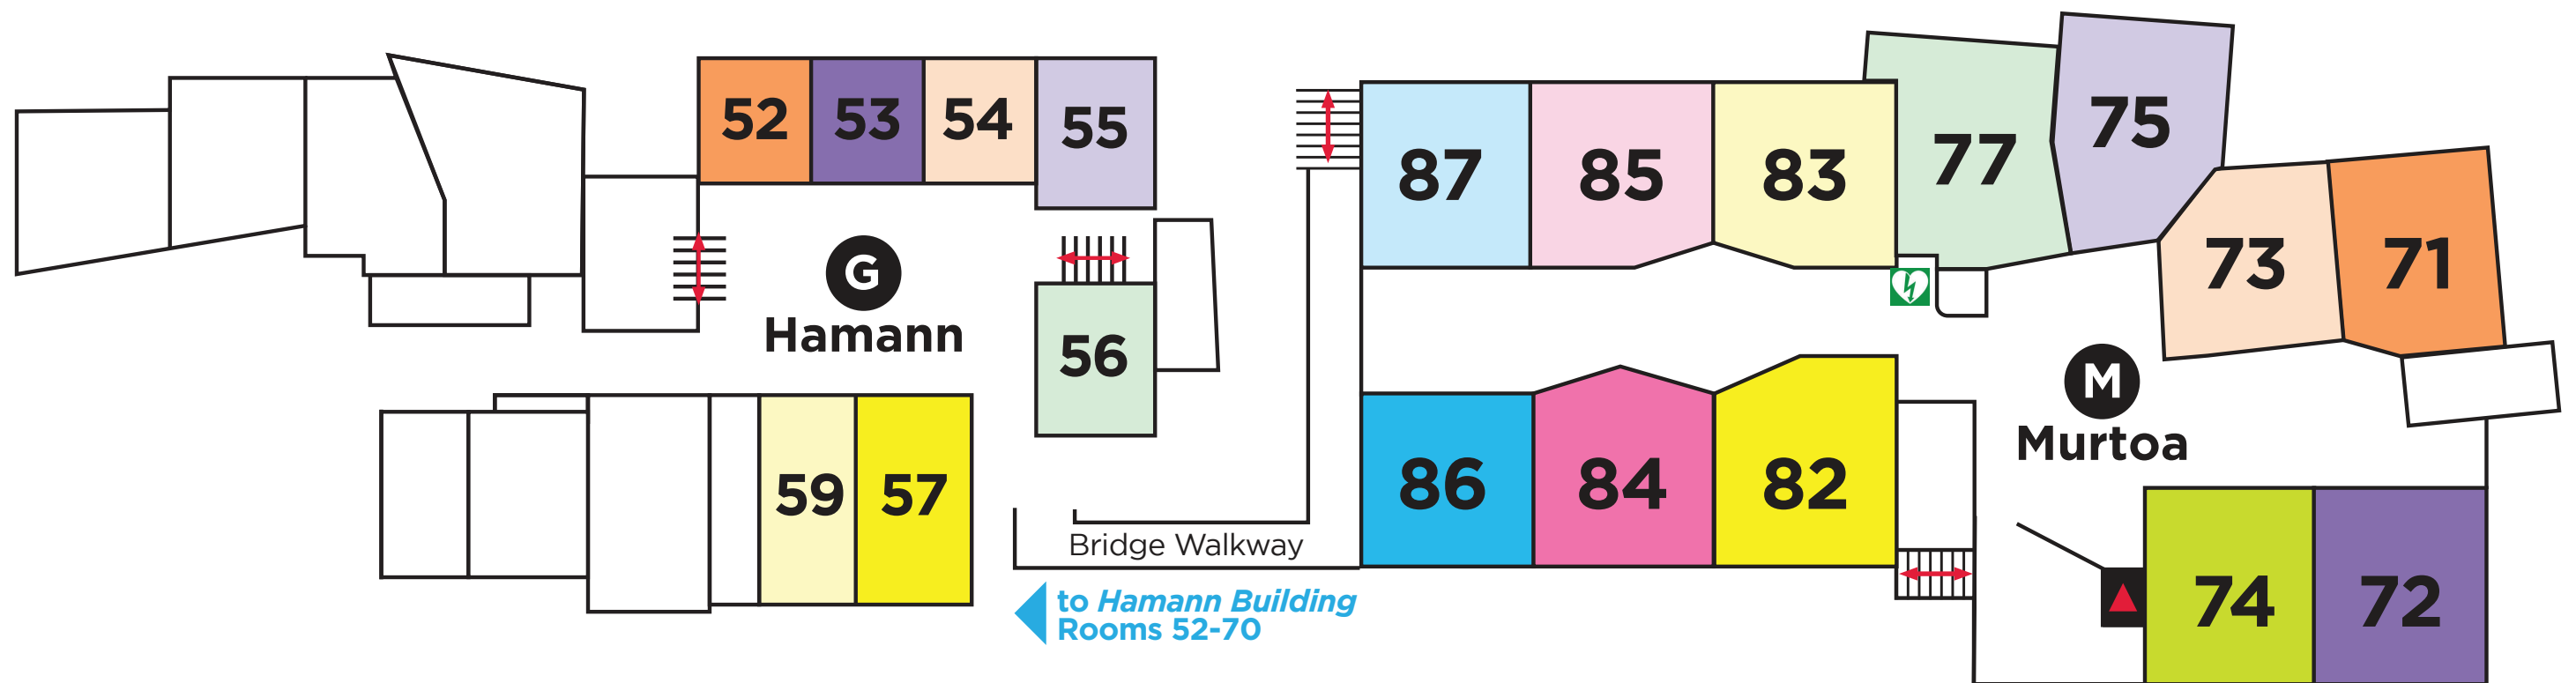 52 53 54 55
G
Hamann
56
59 57
87 85 83 77 75
73 71
M
Murtoa
86 84 82
74 72
Bridge Walkway
to Hamann Building
Rooms 52-70